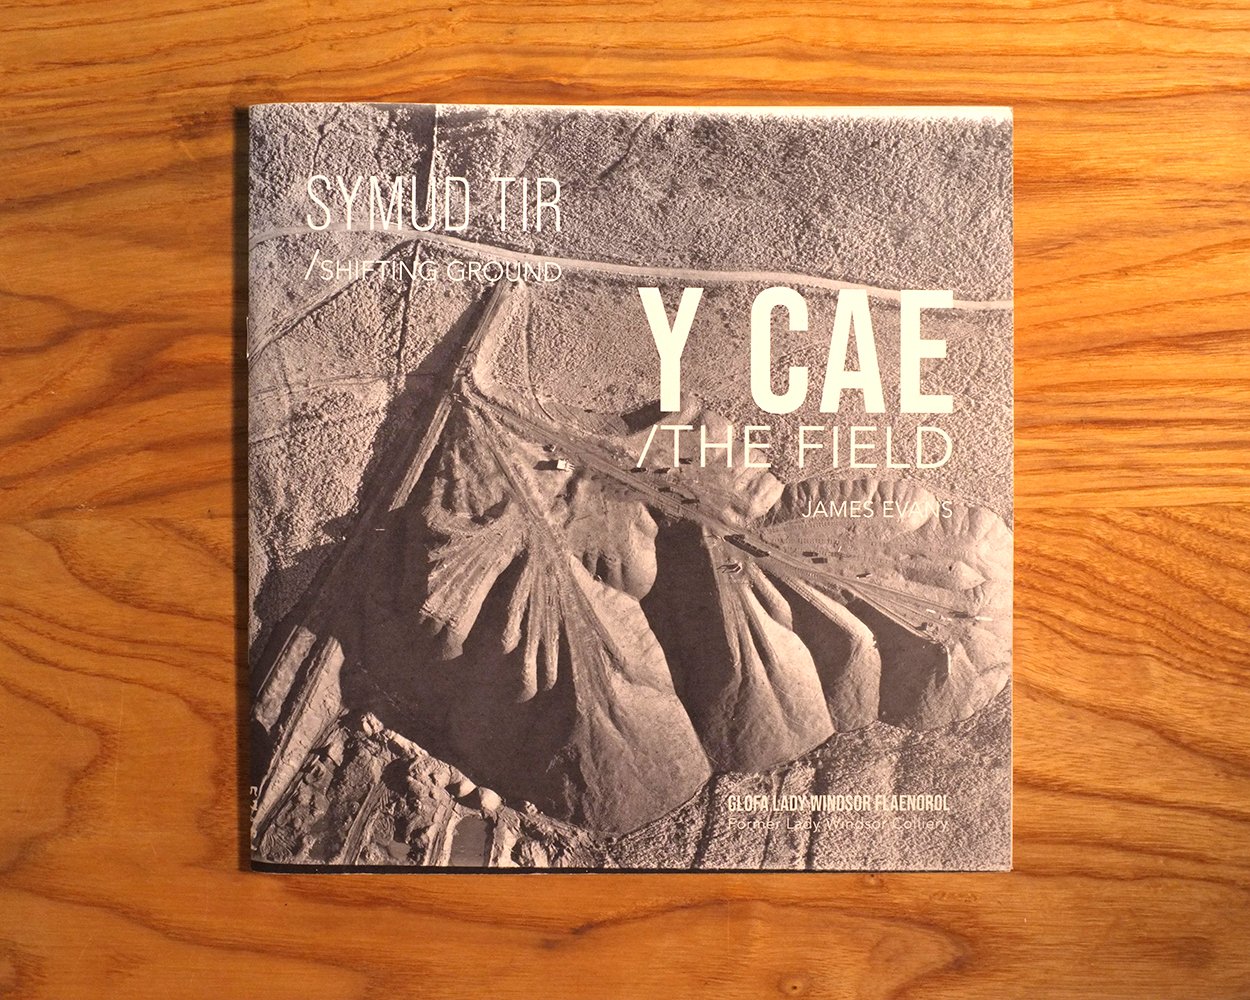 SYMUD TIR
/SHIFTING GROUND
Y CAE
/THE FIELD
JAMES EVANS
GLOFA LADY WINDSOR FLAENOROL
Former Lady Windsor Colliery